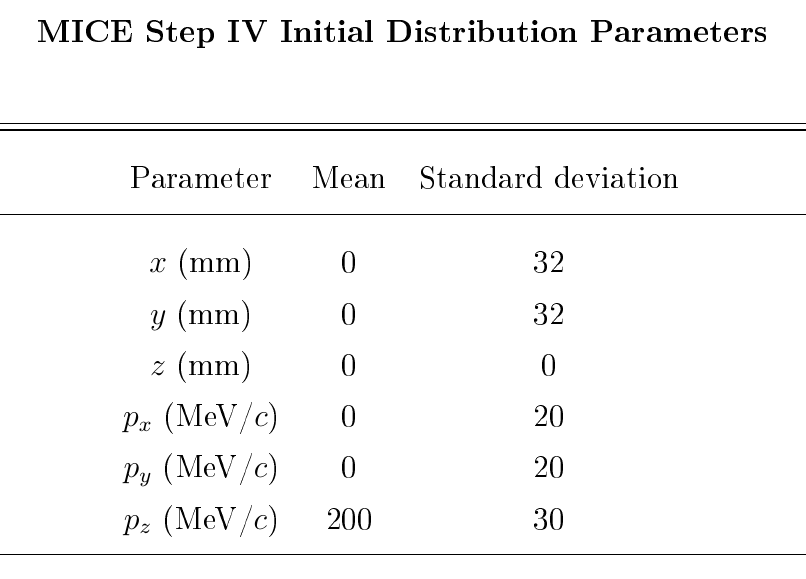 MICE Step IV Initial Distribution Parameters
Parameter Mean Standard deviation
x (mm) 0 32
y (mm) 0 32
z (mm) 0 0
pₓ (MeV/c) 0 20
p_y (MeV/c) 0 20
p_z (MeV/c) 200 30